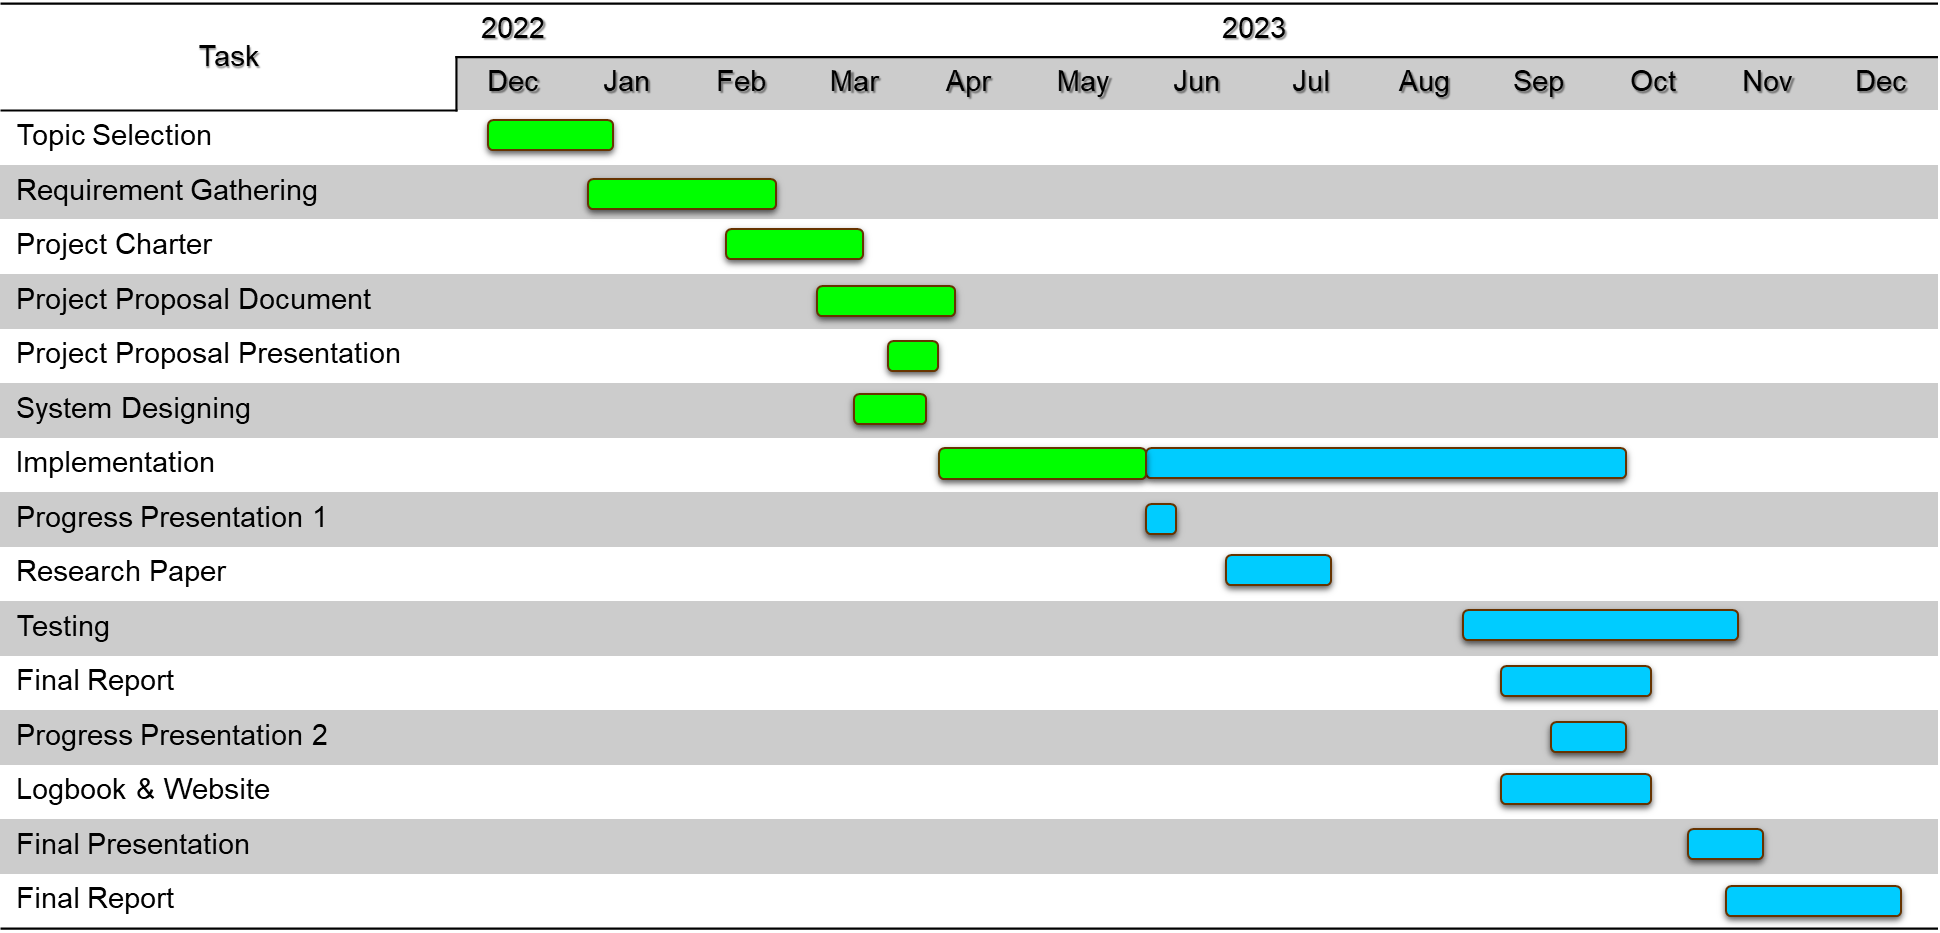 2022 2023
Task
Dec Jan Feb Mar Apr May Jun Jul Aug Sep Oct Nov Dec
Topic Selection
Requirement Gathering
Project Charter
Project Proposal Document
Project Proposal Presentation
System Designing
Implementation
Progress Presentation 1
Research Paper
Testing
Final Report
Progress Presentation 2
Logbook & Website
Final Presentation
Final Report